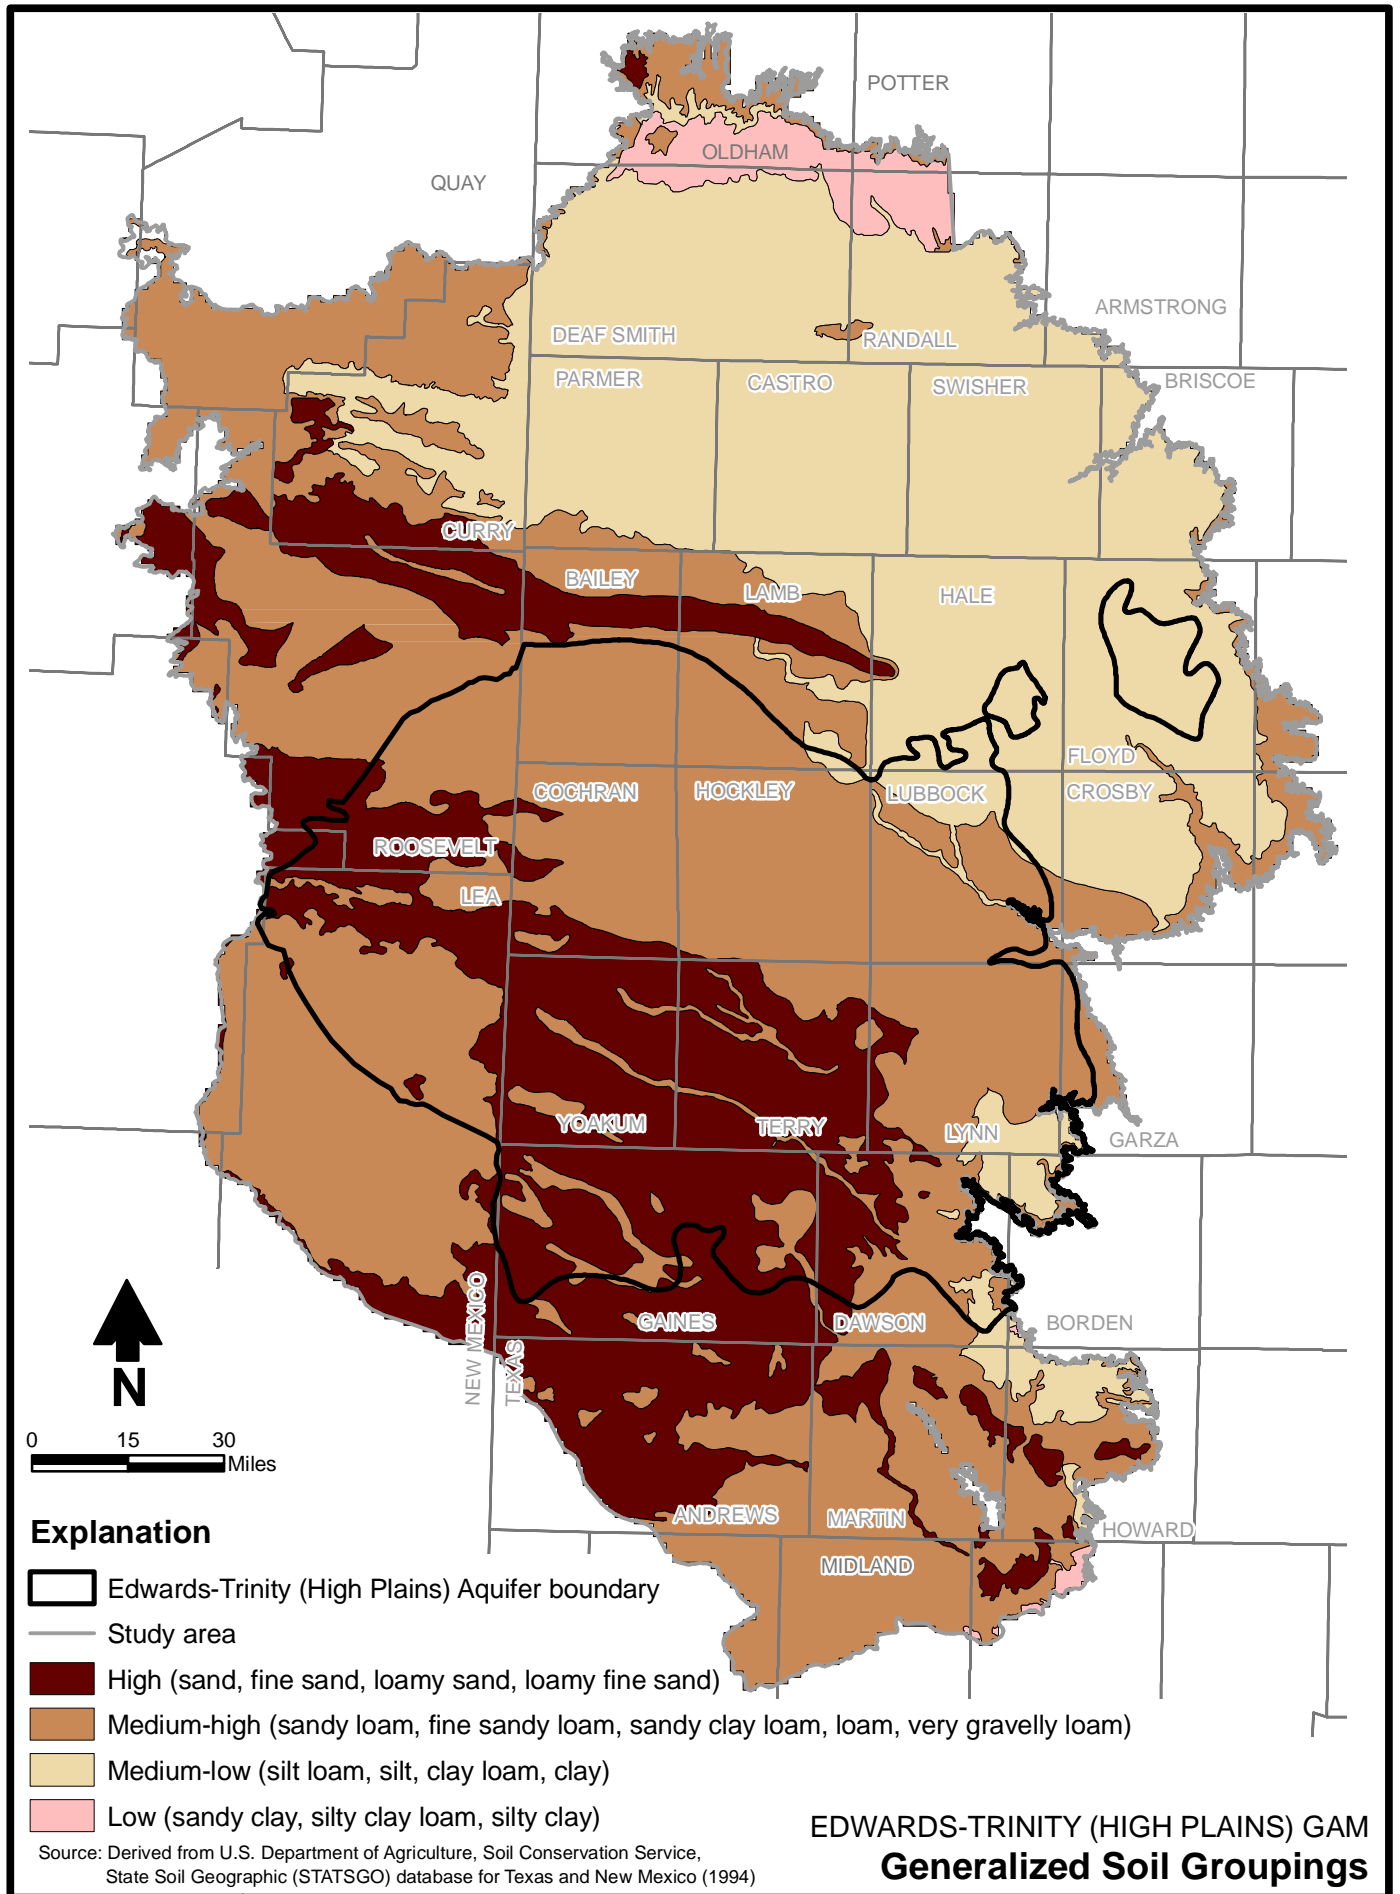 POTTER
OLDHAM
QUAY
ARMSTRONG
DEAF SMITH
RANDALL
PARMER
CASTRO
SWISHER
BRISCOE
CURRY
BAILEY
LAMB
HALE
FLOYD
COCHRAN
HOCKLEY
LUBBOCK
CROSBY
ROOSEVELT
LEA
YOAKUM
TERRY
LYNN
GARZA
NEW MEXICO
TEXAS
GAINES
DAWSON
BORDEN
N
0 15 30
Miles
ANDREWS
MARTIN
HOWARD
MIDLAND
Explanation
Edwards-Trinity (High Plains) Aquifer boundary
Study area
High (sand, fine sand, loamy sand, loamy fine sand)
Medium-high (sandy loam, fine sandy loam, sandy clay loam, loam, very gravelly loam)
Medium-low (silt loam, silt, clay loam, clay)
Low (sandy clay, silty clay loam, silty clay)
Source: Derived from U.S. Department of Agriculture, Soil Conservation Service,
State Soil Geographic (STATSGO) database for Texas and New Mexico (1994)
EDWARDS-TRINITY (HIGH PLAINS) GAM
Generalized Soil Groupings